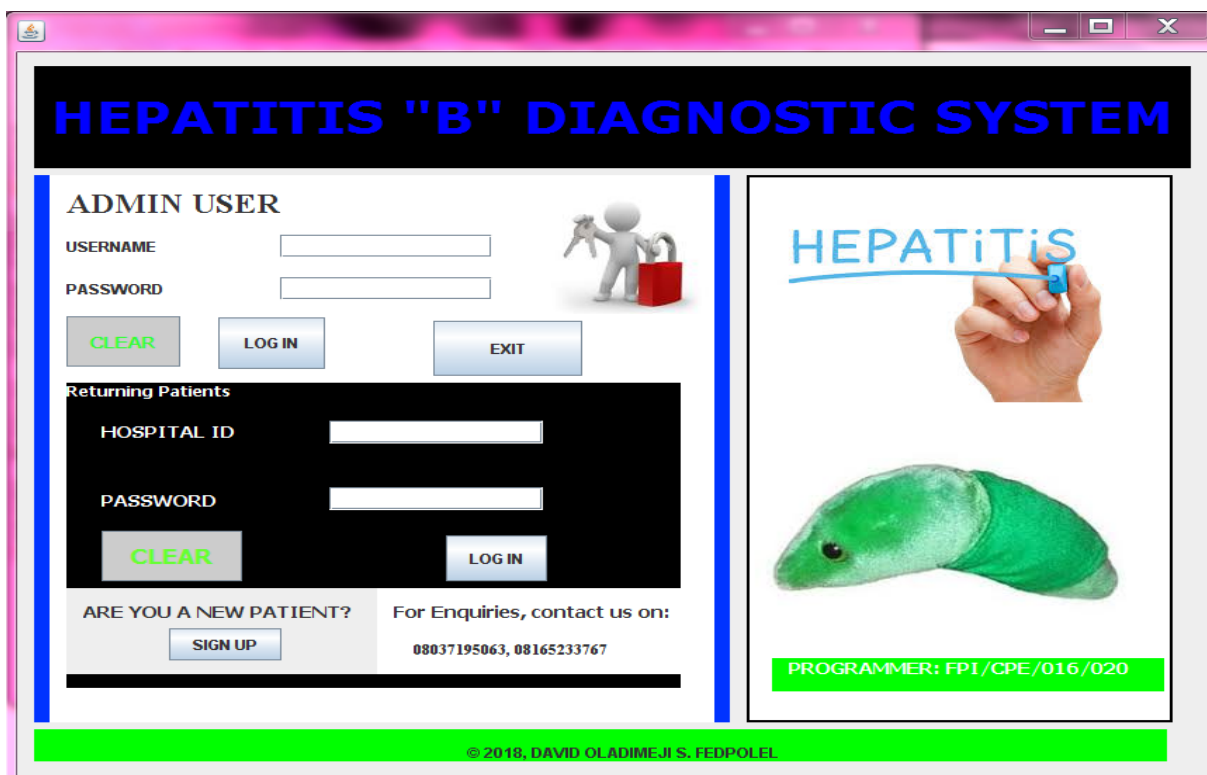 HEPATITIS "B" DIAGNOSTIC SYSTEM
ADMIN USER
USERNAME
PASSWORD
CLEAR
LOG IN
EXIT
Returning Patients
HOSPITAL ID
PASSWORD
CLEAR
LOG IN
ARE YOU A NEW PATIENT?
SIGN UP
For Enquiries, contact us on:
08037195063, 08165233767
HEPATiTiS
PROGRAMMER: FPI/CPE/016/020
© 2018, DAVID OLADIMEJI S. FEDPOLEL